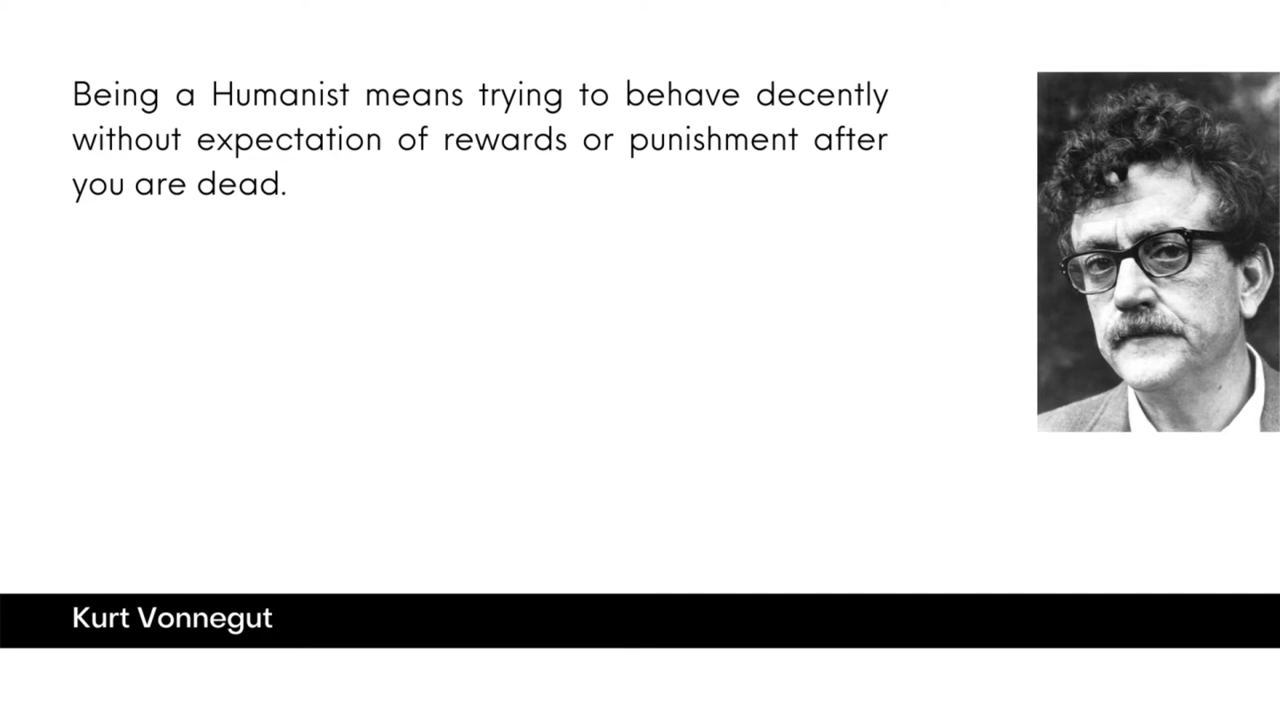 Being a Humanist means trying to behave decently
without expectation of rewards or punishment after
you are dead.
Kurt Vonnegut